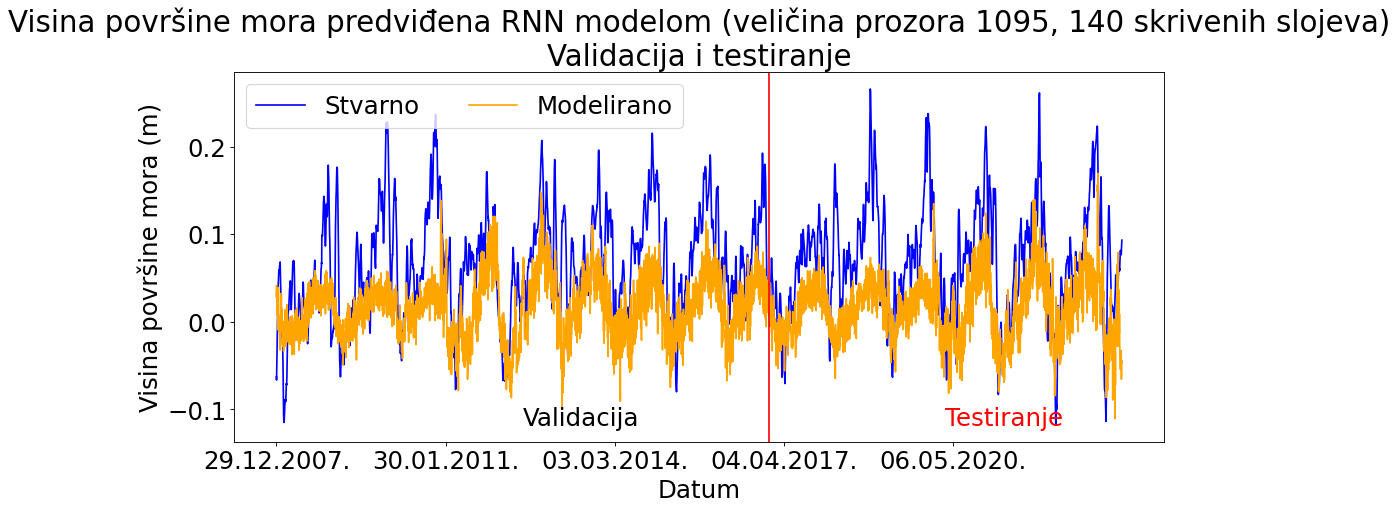 Visina površine mora predviđena RNN modelom (veličina prozora 1095, 140 skrivenih slojeva)
Validacija i testiranje
Stvarno Modelirano
Visina površine mora (m)
0.2
0.1
0.0
−0.1
Validacija Testiranje
29.12.2007. 30.01.2011. 03.03.2014. 04.04.2017. 06.05.2020.
Datum